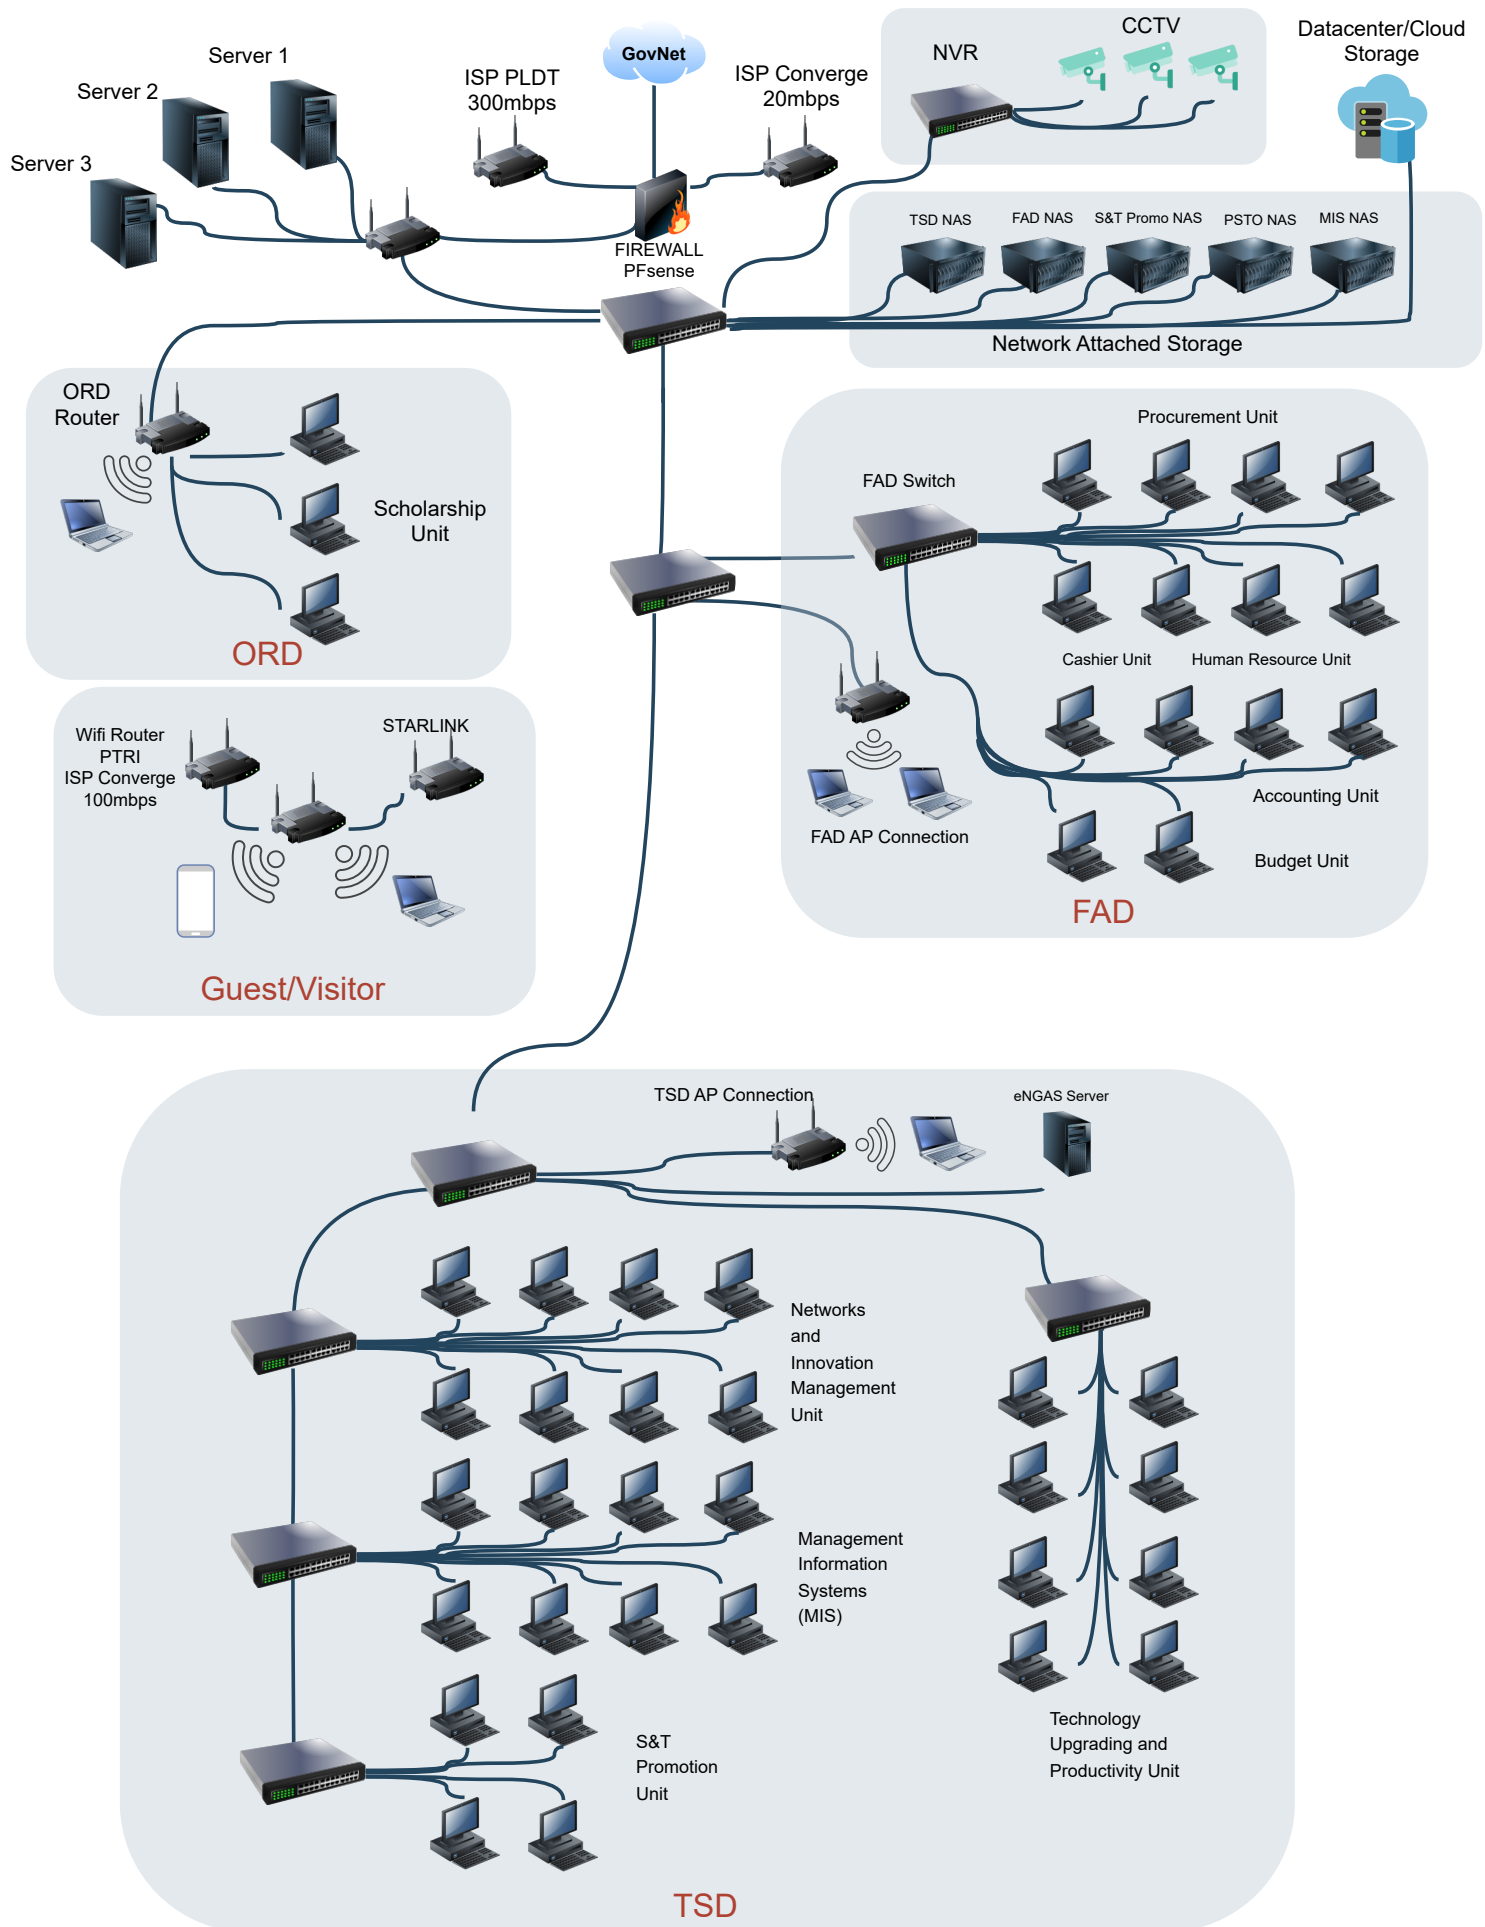 Server 1
Server 2
Server 3
ISP PLDT
300mbps
GovNet
ISP Converge
20mbps
FIREWALL
PFsense
NVR
CCTV
Datacenter/Cloud
Storage
TSD NAS
FAD NAS
S&T Promo NAS
PSTO NAS
MIS NAS
Network Attached Storage
ORD
Router
Scholarship
Unit
ORD
Wifi Router
PTRI
ISP Converge
100mbps
STARLINK
Guest/Visitor
Procurement Unit
FAD Switch
Cashier Unit
Human Resource Unit
Accounting Unit
FAD AP Connection
Budget Unit
FAD
TSD AP Connection
eNGAS Server
Networks
and
Innovation
Management
Unit
Management
Information
Systems
(MIS)
S&T
Promotion
Unit
Technology
Upgrading and
Productivity Unit
TSD